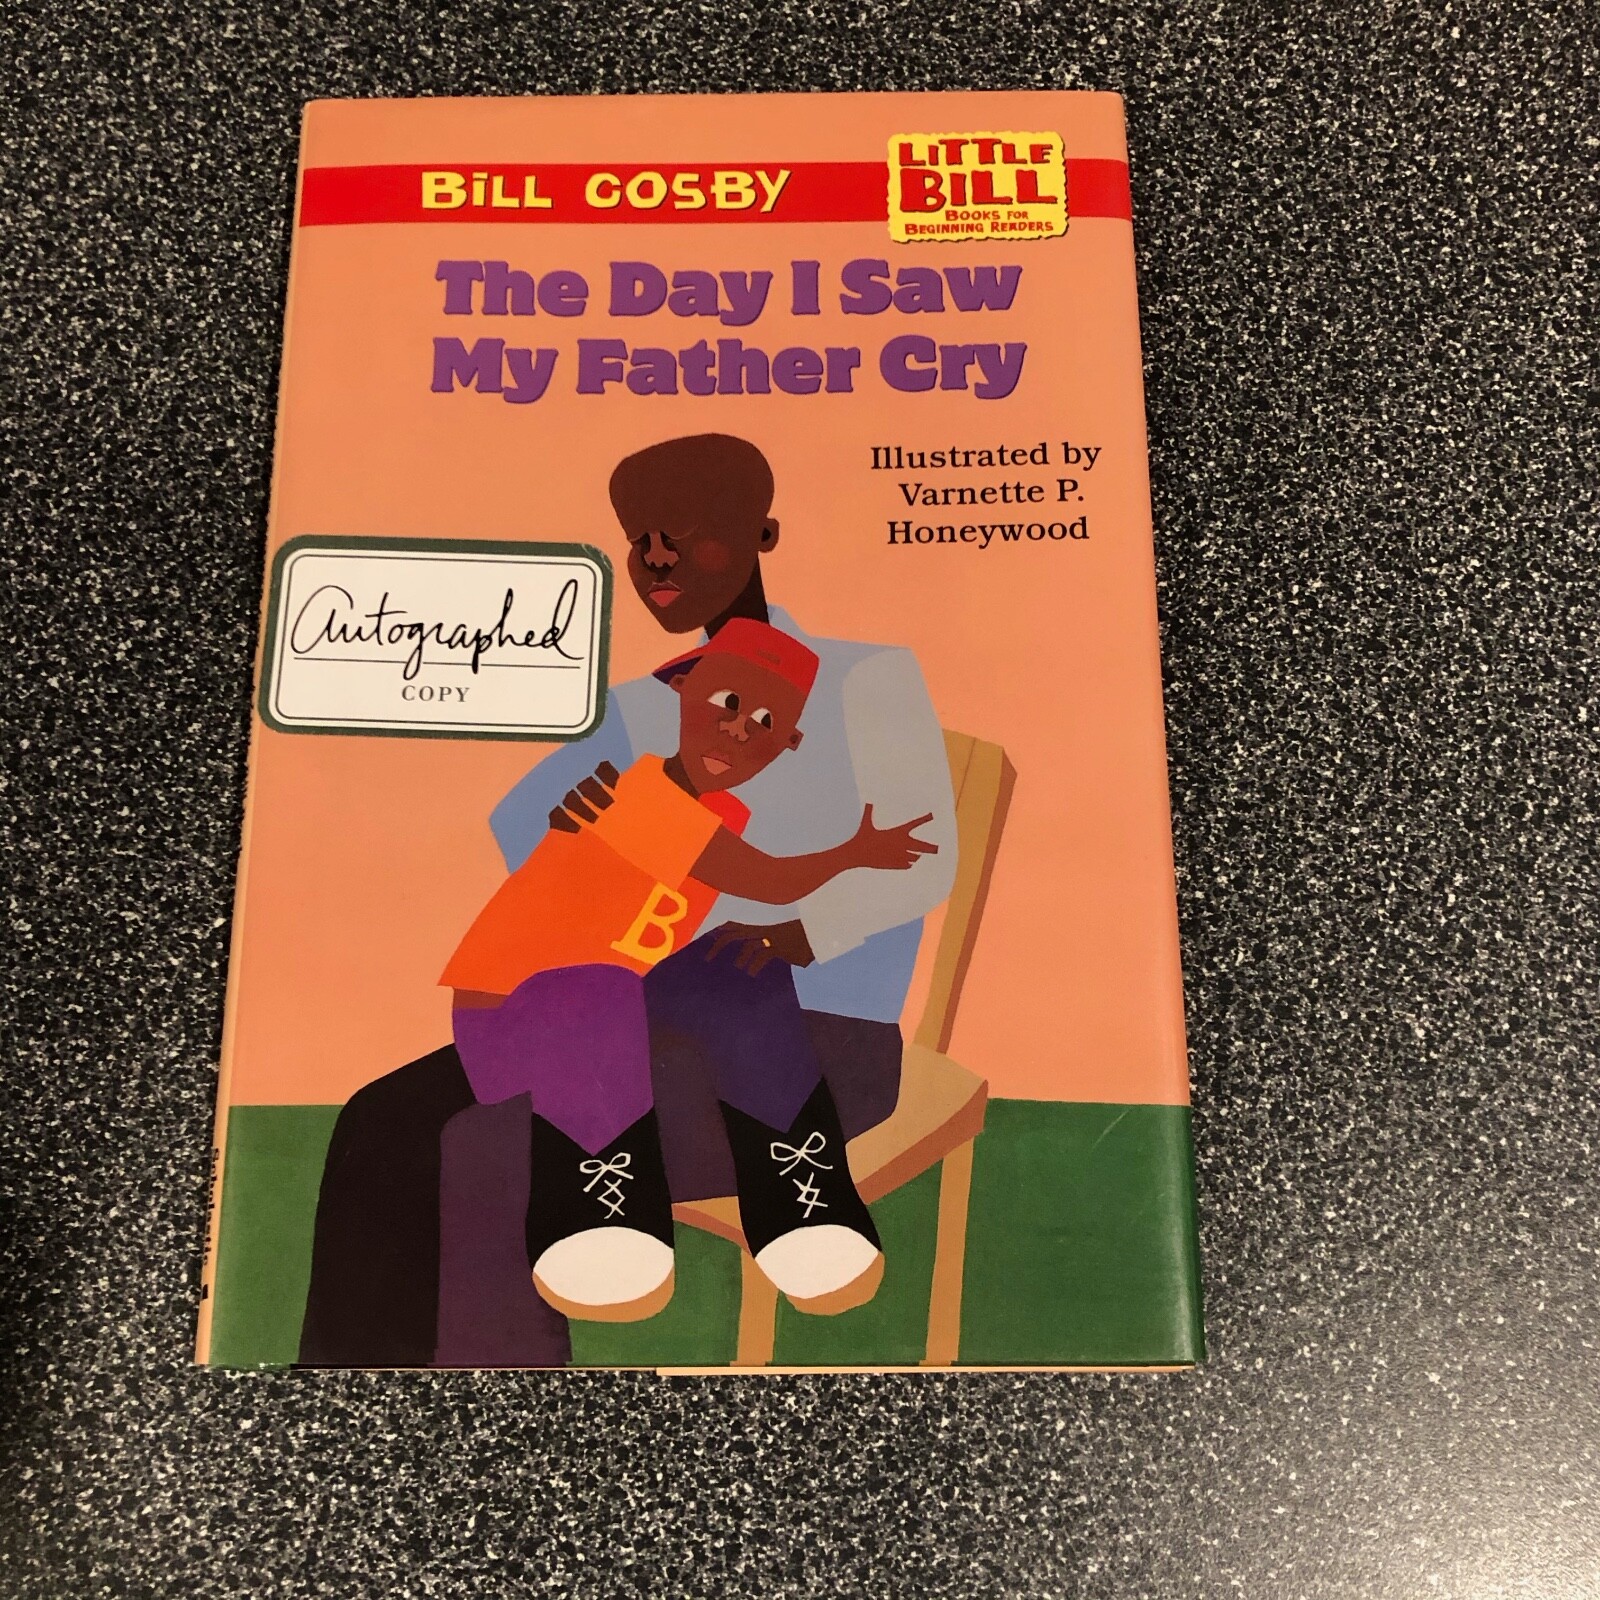 BiLL COSBY
LiTTLE
BiLL
BOOKS FOR
BEGINNING READERS
The Day I Saw
My Father Cry
Illustrated by
Varnette P.
Honeywood
Autographed
COPY
B